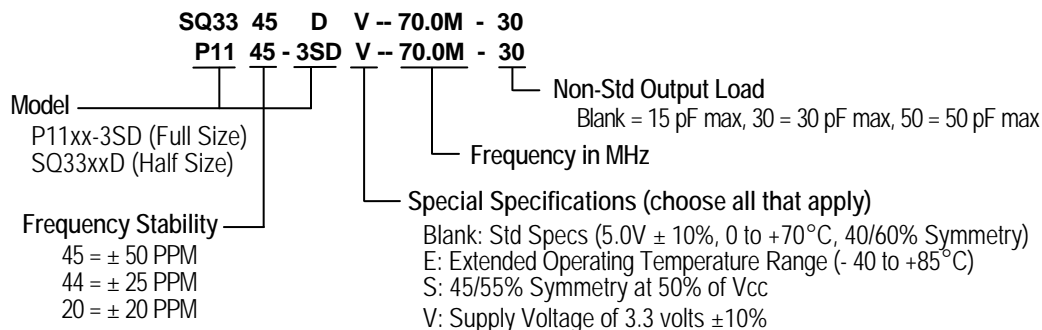 SQ33 45 D V -- 70.0M - 30
P11 45 - 3SD V -- 70.0M - 30
Non-Std Output Load
Blank = 15 pF max, 30 = 30 pF max, 50 = 50 pF max
Model
P11xx-3SD (Full Size)
SQ33xxD (Half Size)
Frequency in MHz
Special Specifications (choose all that apply)
Blank: Std Specs (5.0V ± 10%, 0 to +70°C, 40/60% Symmetry)
E: Extended Operating Temperature Range (- 40 to +85°C)
S: 45/55% Symmetry at 50% of Vcc
V: Supply Voltage of 3.3 volts ±10%
Frequency Stability
45 = ± 50 PPM
44 = ± 25 PPM
20 = ± 20 PPM